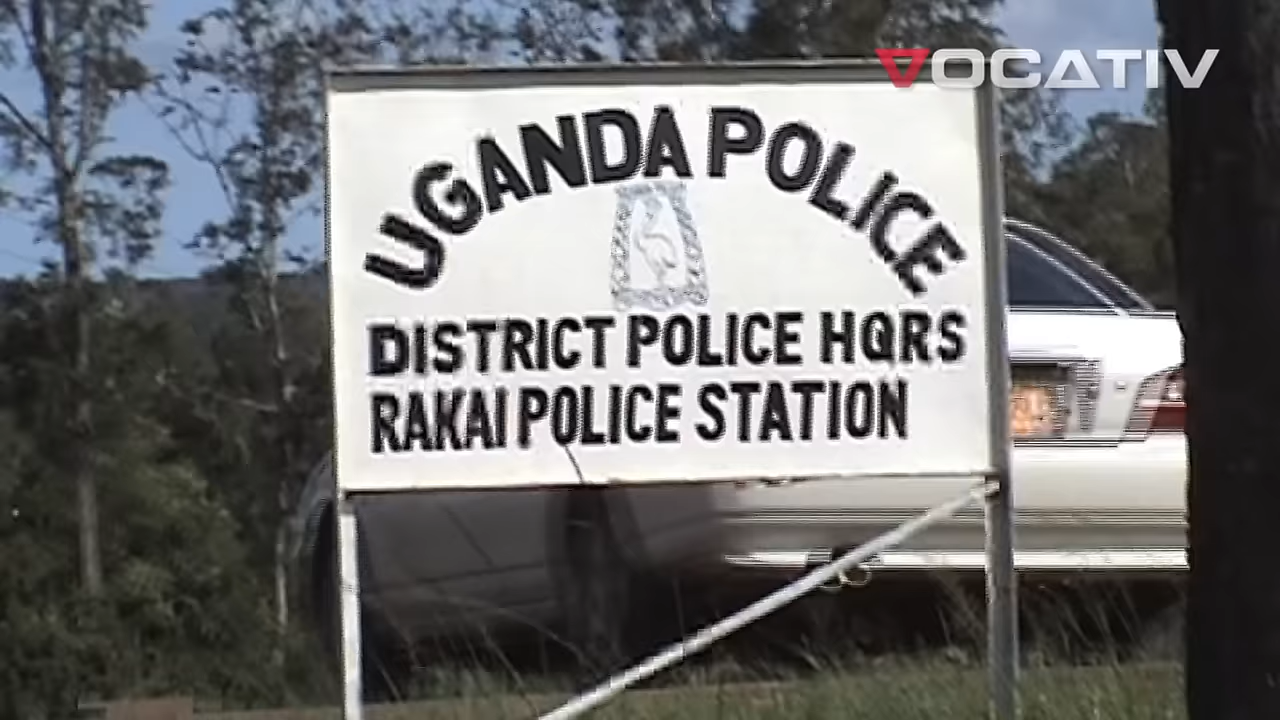 VOCATIV
UGANDA POLICE
DISTRICT POLICE HQRS
RAKAI POLICE STATION